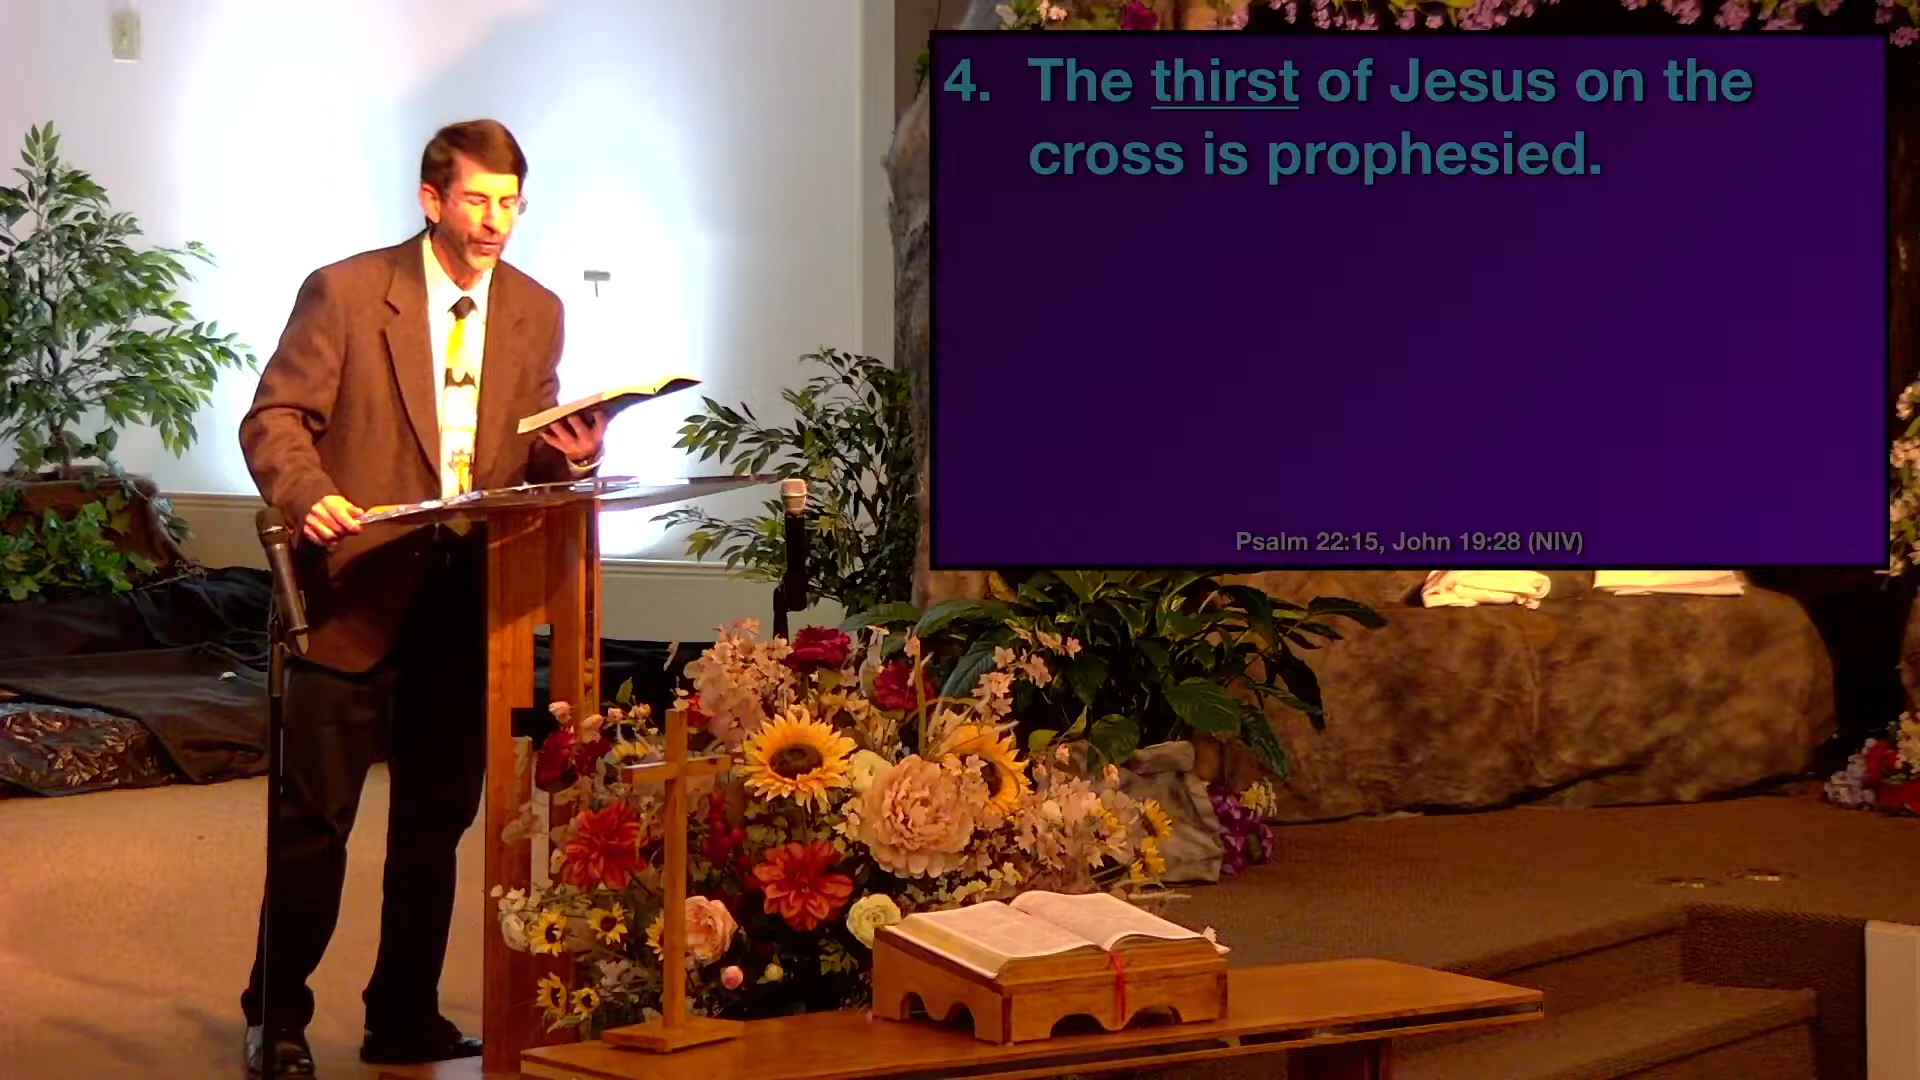 4. The thirst of Jesus on the
cross is prophesied.
Psalm 22:15, John 19:28 (NIV)